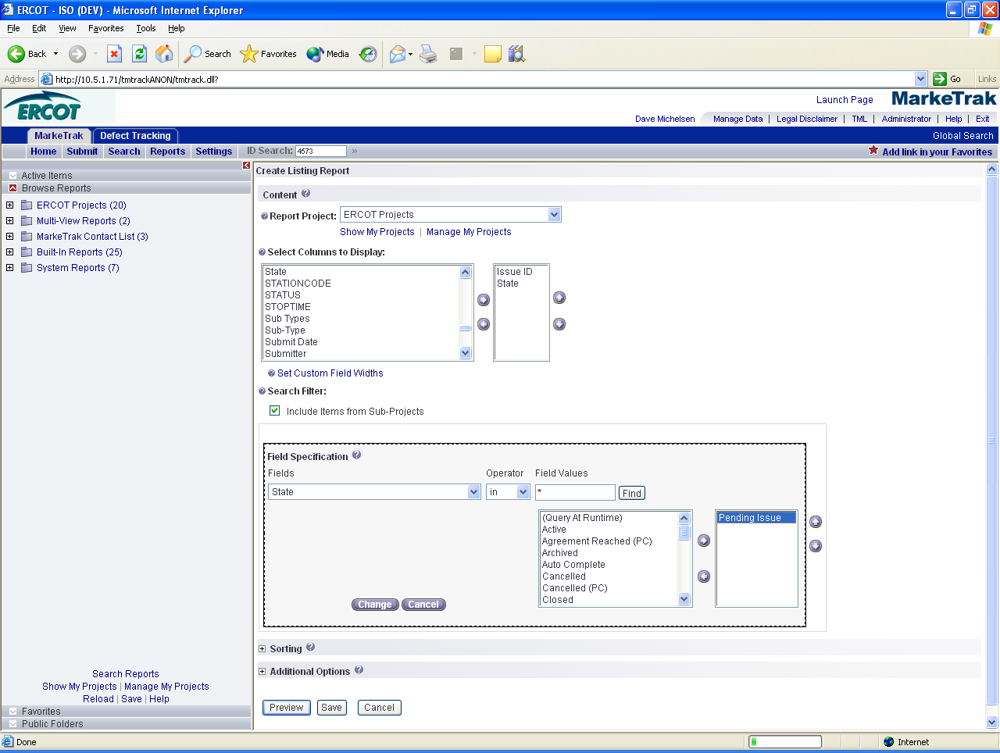 ERCOT - ISO (DEV) - Microsoft Internet Explorer
File Edit View Favorites Tools Help
Back Search Favorites Media
Address http://10.5.1.71/tmtrackANON/tmtrack.dll? Go Links
ERCOT
Launch Page MarkeTrak
Dave Michelsen Manage Data | Legal Disclaimer | TML | Administrator | Help | Exit
MarkeTrak Defect Tracking Global Search
Home Submit Search Reports Settings ID Search: 4673 »
Add link in your Favorites
Active Items
Browse Reports
ERCOT Projects (20)
Multi-View Reports (2)
MarkeTrak Contact List (3)
Built-In Reports (25)
System Reports (7)
Search Reports
Show My Projects | Manage My Projects
Reload | Save | Help
Favorites
Public Folders
Create Listing Report
Content
Report Project: ERCOT Projects
Show My Projects | Manage My Projects
Select Columns to Display:
State
STATIONCODE
STATUS
STOPTIME
Sub Types
Sub-Type
Submit Date
Submitter
Issue ID
State
Set Custom Field Widths
Search Filter:
Include Items from Sub-Projects
Field Specification
Fields Operator Field Values
State in * Find
(Query At Runtime)
Active
Agreement Reached (PC)
Archived
Auto Complete
Cancelled
Cancelled (PC)
Closed
Pending Issue
Change Cancel
Sorting
Additional Options
Preview Save Cancel
Done Internet